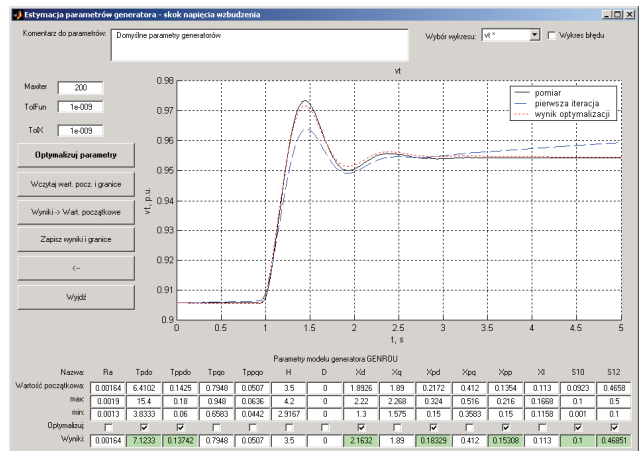 Estymacja parametrów generatora - skok napięcia wzbudzenia
Komentarz do parametrów: Domyślne parametry generatorów Wybór wykresu: vt * Wykres błędu
Maxiter 200
TolFun 1e-009
TolX 1e-009
Optymalizuj parametry
Wczytaj wart. pocz. i granice
Wyniki -> Wart. początkowe
Zapisz wyniki i granice
<--
Wyjdź
vt
pomiar
pierwsza iteracja
wynik optymalizacji
vt, p.u.
0.98
0.97
0.96
0.95
0.94
0.93
0.92
0.91
0.9
0 0.5 1 1.5 2 2.5 3 3.5 4 4.5 5
t, s
Parametry modelu generatora GENROU
Nazwa: Ra Tpdo Tppdo Tpqo Tppqo H D Xd Xq Xpd Xpq Xpp Xl S10 S12
Wartość początkowa: 0.00164 6.4102 0.1425 0.7948 0.0507 3.5 0 1.8926 1.89 0.2172 0.412 0.1354 0.113 0.0923 0.4658
max: 0.0019 15.4 0.18 0.948 0.0636 4.2 0 2.22 2.268 0.324 0.516 0.216 0.1668 0.1 0.5
min: 0.0013 3.8333 0.06 0.6583 0.0442 2.9167 0 1.3 1.575 0.15 0.3583 0.15 0.1158 0.001 0.1
Optymalizuj:
Wyniki: 0.00164 7.1233 0.13742 0.7948 0.0507 3.5 0 2.1632 1.89 0.18329 0.412 0.15308 0.113 0.1 0.46851